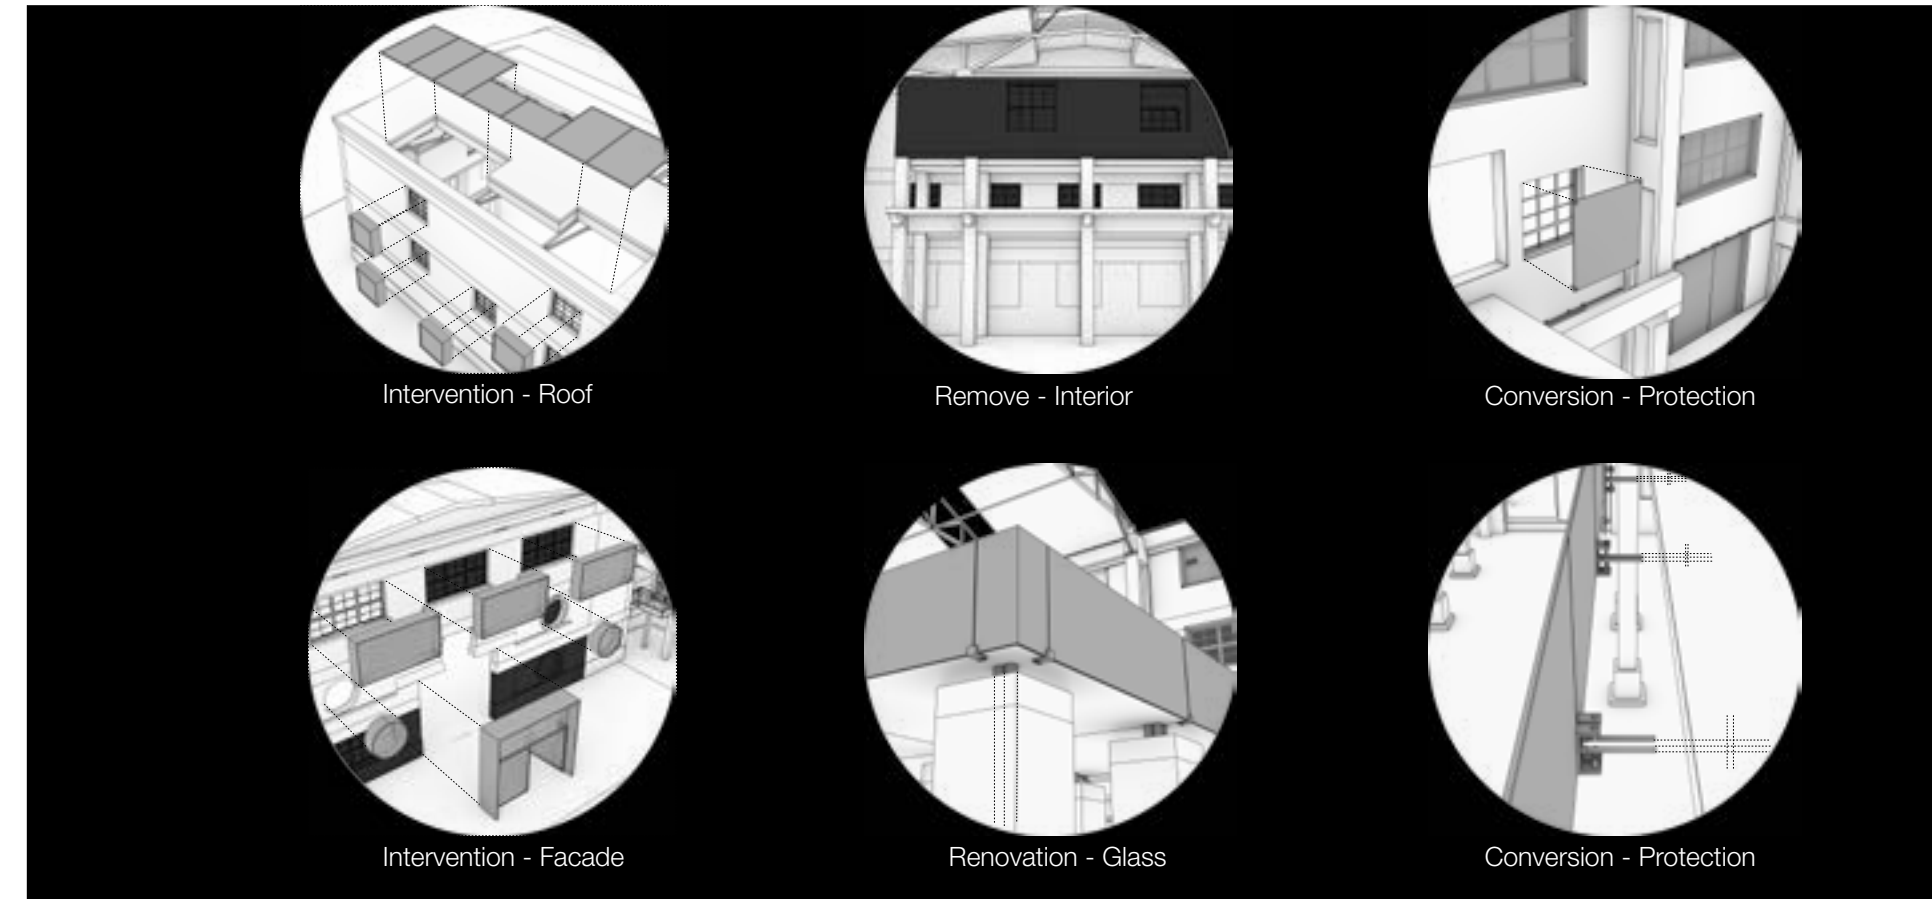 Intervention - Roof
Remove - Interior
Conversion - Protection
Intervention - Facade
Renovation - Glass
Conversion - Protection